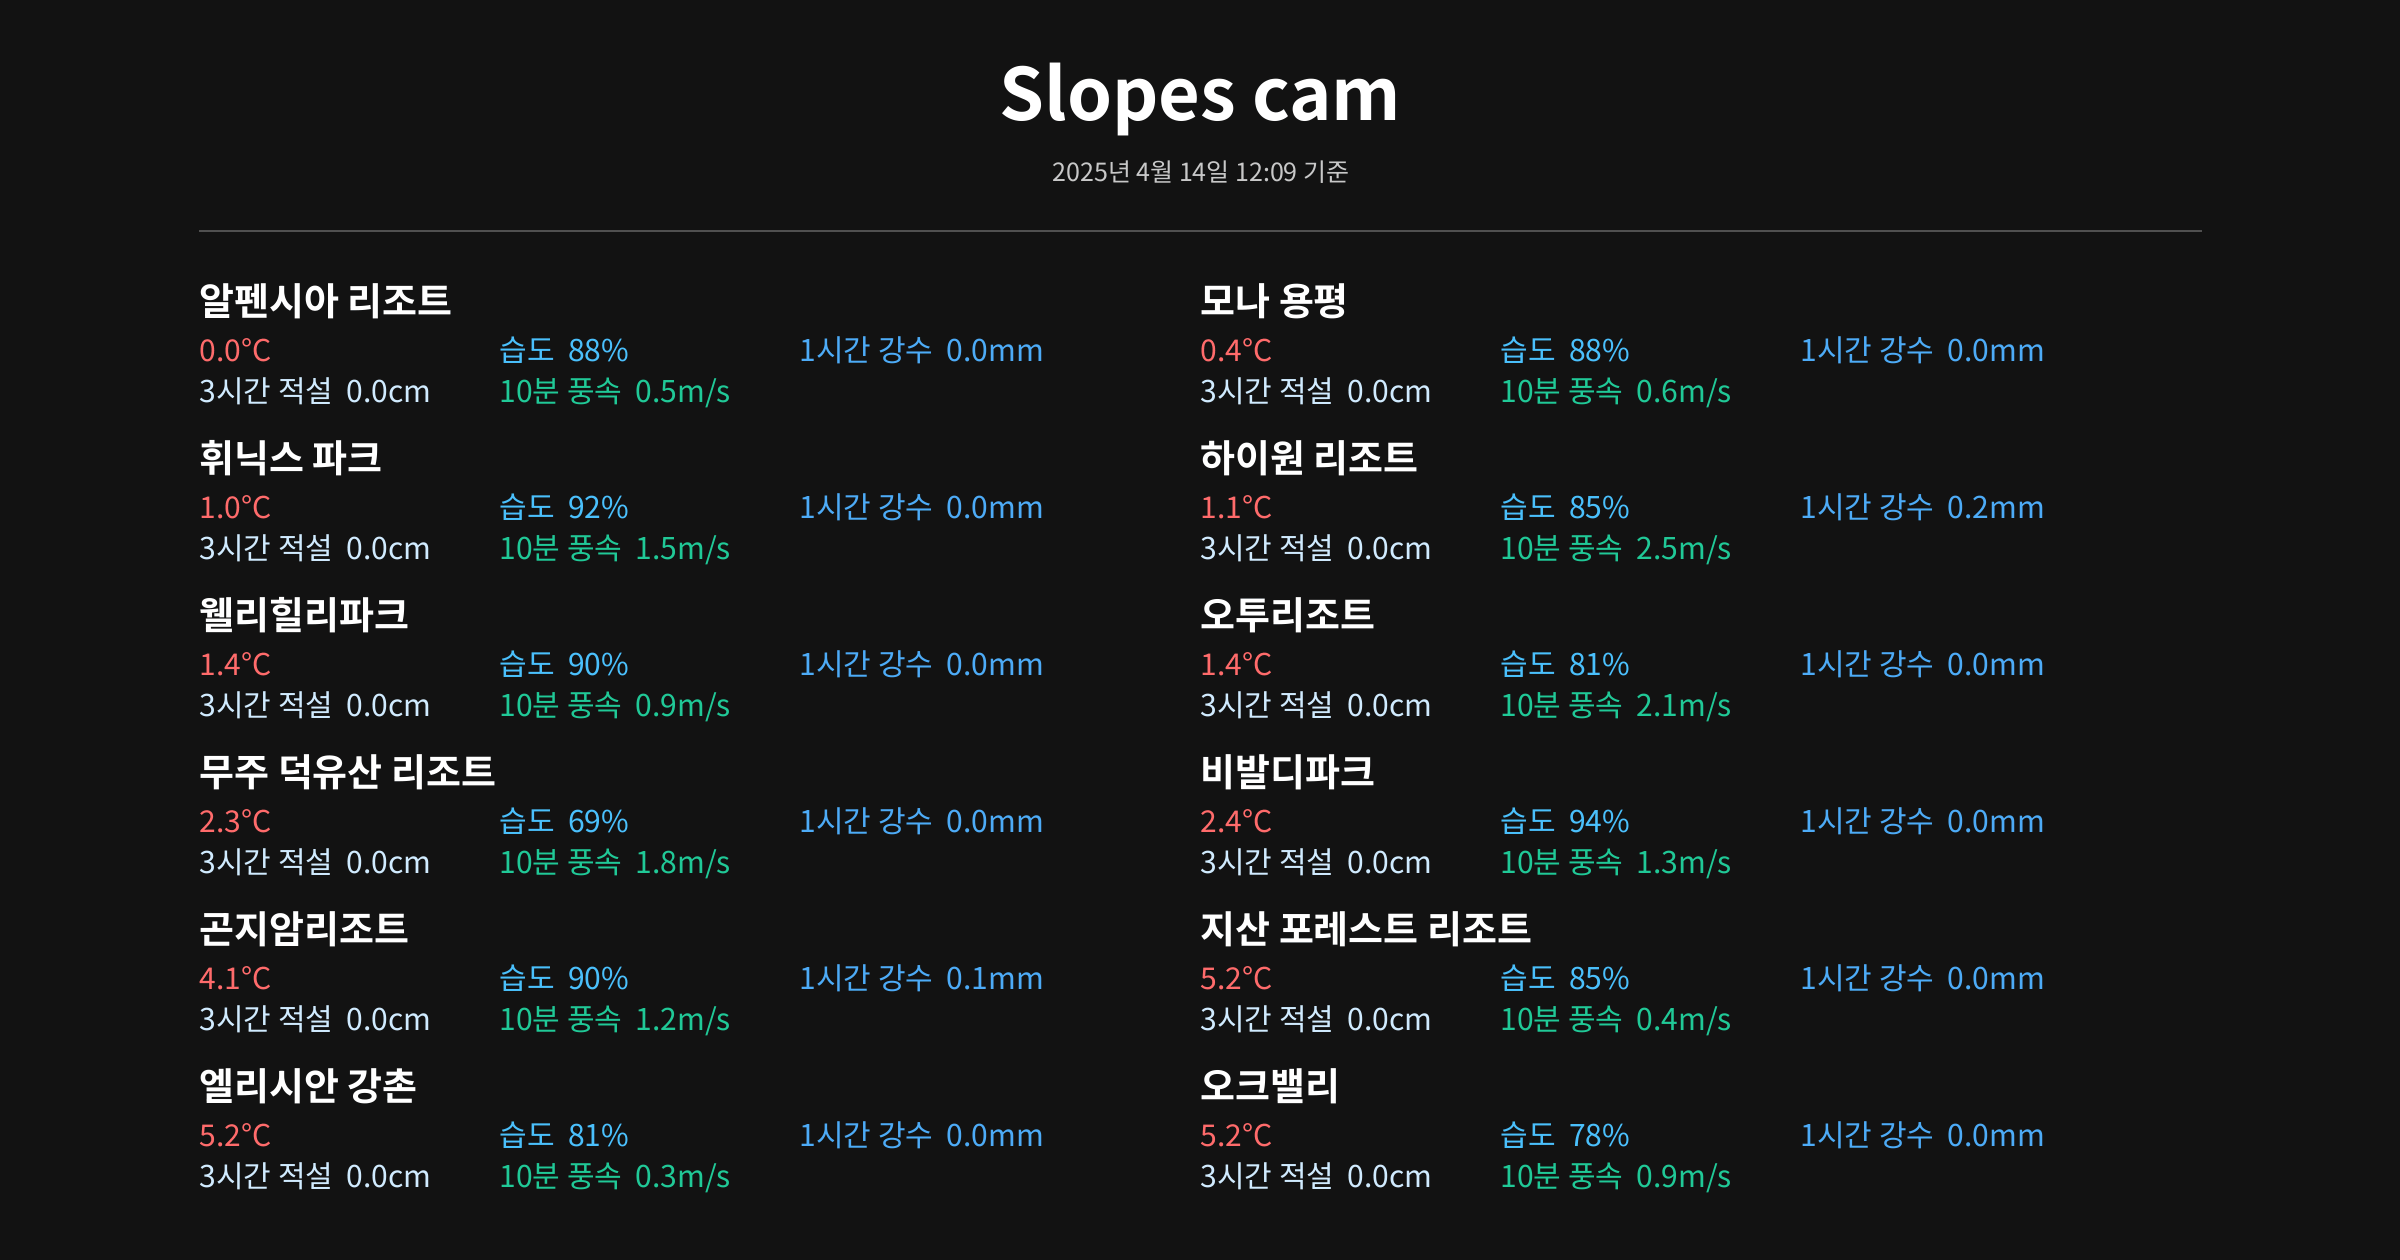 Slopes cam
2025년 4월 14일 12:09 기준
알펜시아 리조트
0.0°C 습도 88% 1시간 강수 0.0mm
3시간 적설 0.0cm 10분 풍속 0.5m/s
모나 용평
0.4°C 습도 88% 1시간 강수 0.0mm
3시간 적설 0.0cm 10분 풍속 0.6m/s
휘닉스 파크
1.0°C 습도 92% 1시간 강수 0.0mm
3시간 적설 0.0cm 10분 풍속 1.5m/s
하이원 리조트
1.1°C 습도 85% 1시간 강수 0.2mm
3시간 적설 0.0cm 10분 풍속 2.5m/s
웰리힐리파크
1.4°C 습도 90% 1시간 강수 0.0mm
3시간 적설 0.0cm 10분 풍속 0.9m/s
오투리조트
1.4°C 습도 81% 1시간 강수 0.0mm
3시간 적설 0.0cm 10분 풍속 2.1m/s
무주 덕유산 리조트
2.3°C 습도 69% 1시간 강수 0.0mm
3시간 적설 0.0cm 10분 풍속 1.8m/s
비발디파크
2.4°C 습도 94% 1시간 강수 0.0mm
3시간 적설 0.0cm 10분 풍속 1.3m/s
곤지암리조트
4.1°C 습도 90% 1시간 강수 0.1mm
3시간 적설 0.0cm 10분 풍속 1.2m/s
지산 포레스트 리조트
5.2°C 습도 85% 1시간 강수 0.0mm
3시간 적설 0.0cm 10분 풍속 0.4m/s
엘리시안 강촌
5.2°C 습도 81% 1시간 강수 0.0mm
3시간 적설 0.0cm 10분 풍속 0.3m/s
오크밸리
5.2°C 습도 78% 1시간 강수 0.0mm
3시간 적설 0.0cm 10분 풍속 0.9m/s